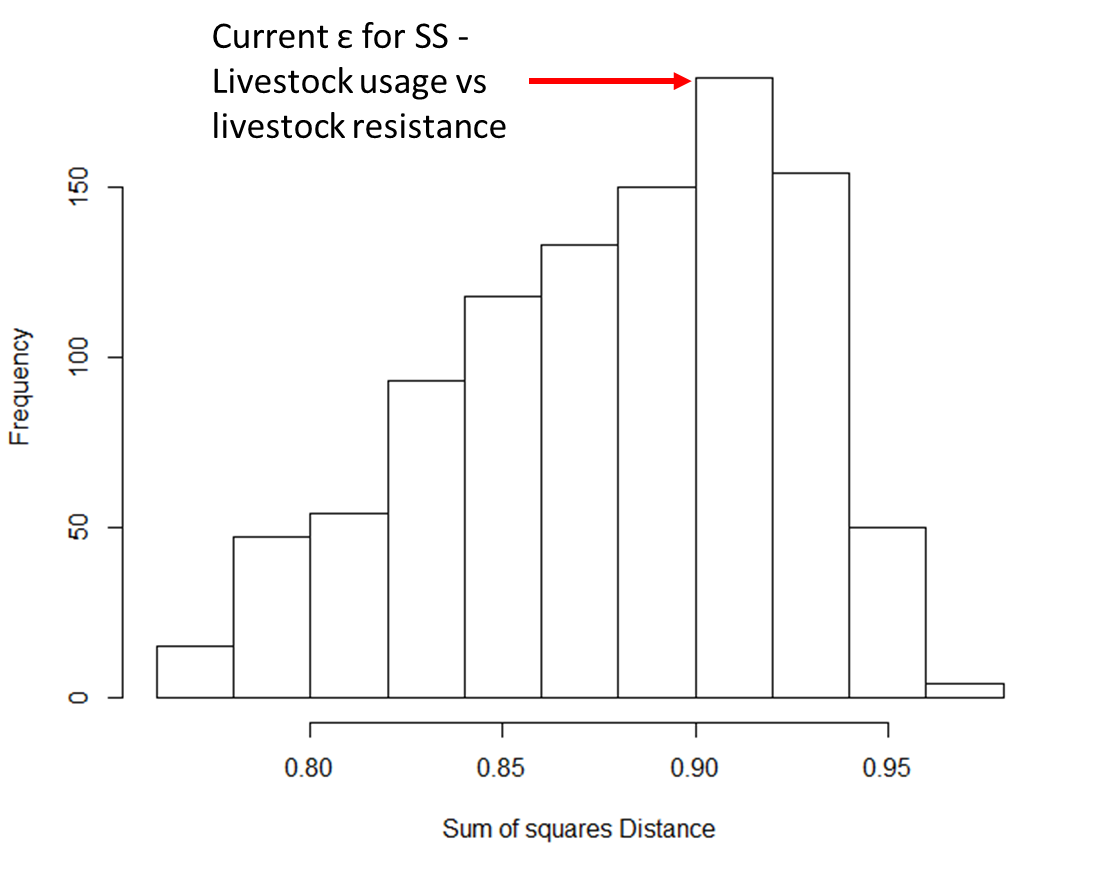 Current ε for SS -
Livestock usage vs
livestock resistance
150
100
50
0
Frequency
0.80 0.85 0.90 0.95
Sum of squares Distance